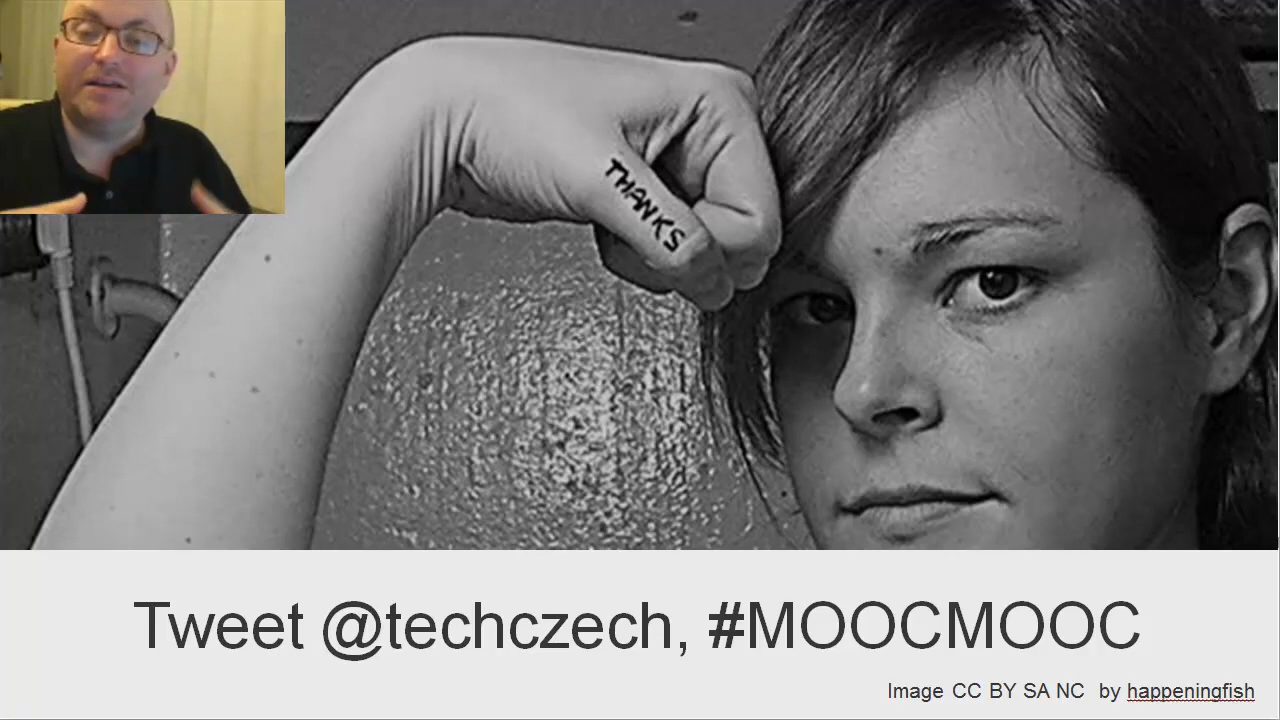 THANKS
Tweet @techczech, #MOOCMOOC
Image CC BY SA NC by happeningfish